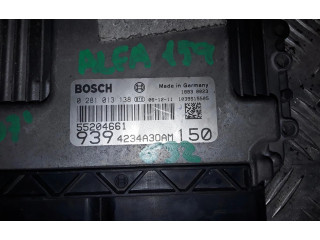 ALFA 159
BOSCH
Made in Germany
0 281 013 138
55204661
939 4234A30AM 150